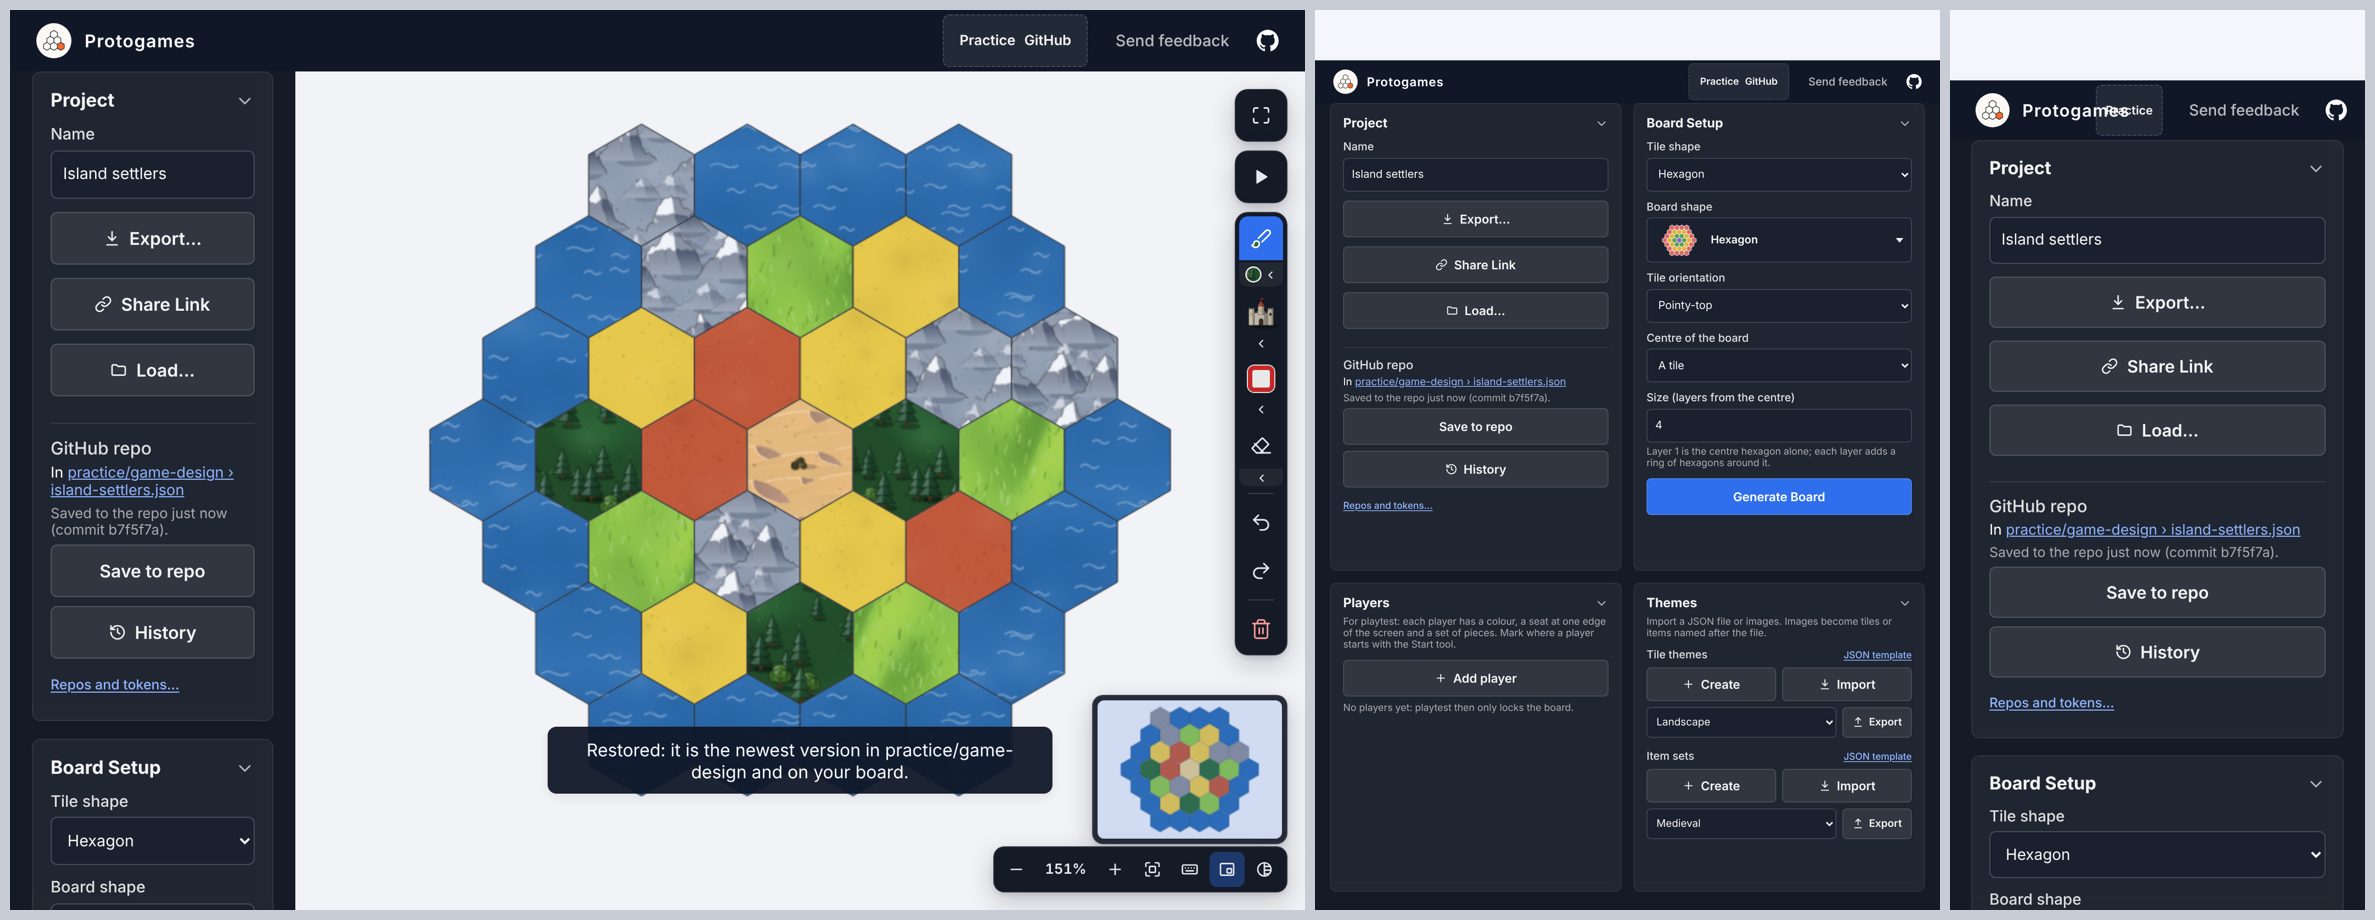 Protogames
Practice GitHub
Send feedback
Project
Name
Island settlers
Export...
Share Link
Load...
GitHub repo
In practice/game-design ›
island-settlers.json
Saved to the repo just now
(commit b7f5f7a).
Save to repo
History
Repos and tokens...
Board Setup
Tile shape
Hexagon
Board shape
Restored: it is the newest version in practice/game-
design and on your board.
151%
Protogames
Practice GitHub
Send feedback
Project
Name
Island settlers
Export...
Share Link
Load...
GitHub repo
In practice/game-design › island-settlers.json
Saved to the repo just now (commit b7f5f7a).
Save to repo
History
Repos and tokens...
Board Setup
Tile shape
Hexagon
Board shape
Hexagon
Tile orientation
Pointy-top
Centre of the board
A tile
Size (layers from the centre)
4
Layer 1 is the centre hexagon alone; each layer adds a
ring of hexagons around it.
Generate Board
Players
For playtest: each player has a colour, a seat at one edge
of the screen and a set of pieces. Mark where a player
starts with the Start tool.
Add player
No players yet: playtest then only locks the board.
Themes
Import a JSON file or images. Images become tiles or
items named after the file.
Tile themes
JSON template
Create
Import
Landscape
Export
Item sets
JSON template
Create
Import
Medieval
Export
Protogames
Practice
Send feedback
Project
Name
Island settlers
Export...
Share Link
Load...
GitHub repo
In practice/game-design › island-settlers.json
Saved to the repo just now (commit b7f5f7a).
Save to repo
History
Repos and tokens...
Board Setup
Tile shape
Hexagon
Board shape